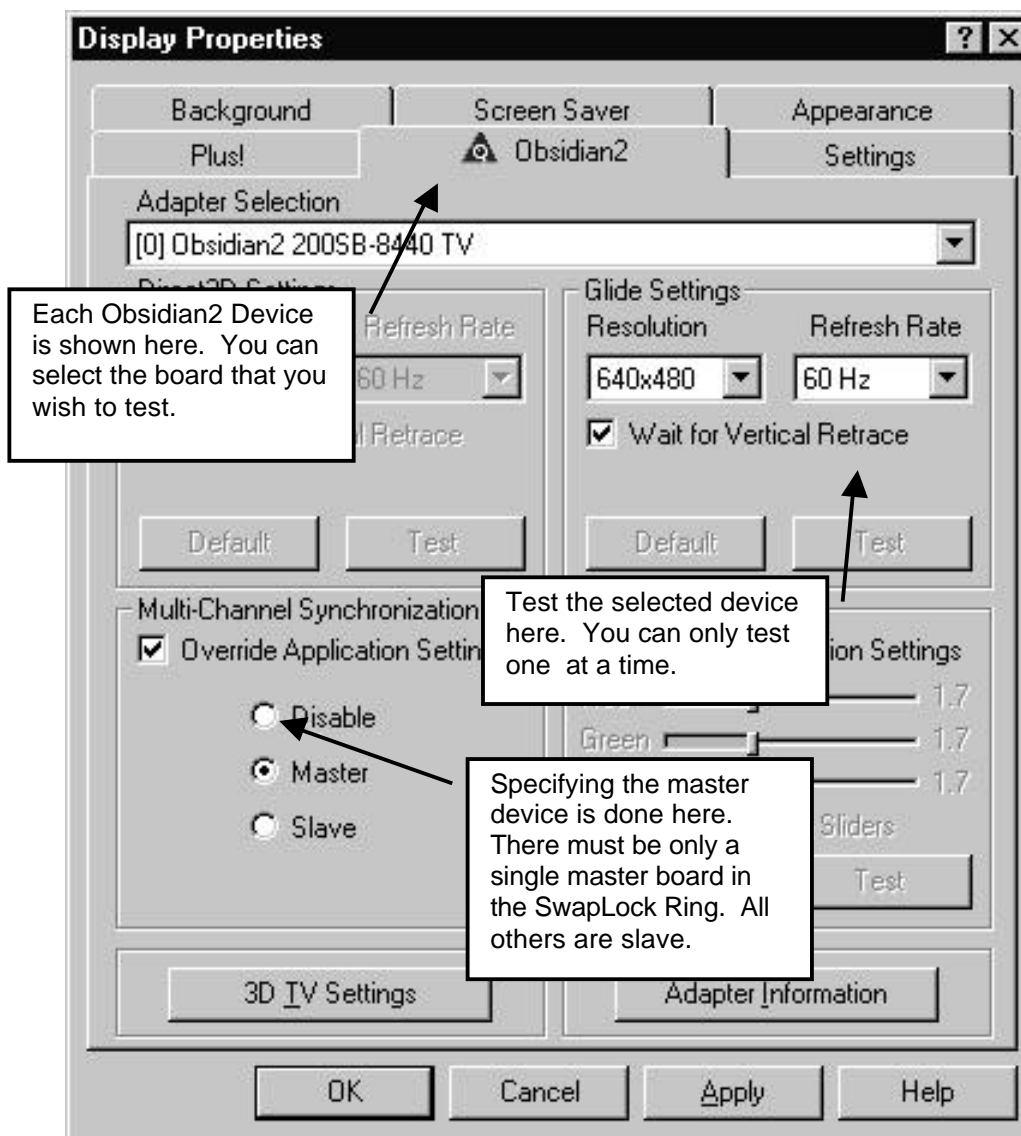 Display Properties
Background Screen Saver Appearance
Plus! Obsidian2 Settings
Adapter Selection
[0] Obsidian2 200SB-8440 TV
Each Obsidian2 Device
is shown here. You can
select the board that you
wish to test.
Refresh Rate
60 Hz
Retrace
Default Test
Glide Settings
Resolution Refresh Rate
640x480 60 Hz
Wait for Vertical Retrace
Default Test
Test the selected device
here. You can only test
one at a time.
Multi-Channel Synchronization
Override Application
Disable
Master
Slave
Settings
1.7
Green 1.7
1.7
Sliders
Test
Specifying the master
device is done here.
There must be only a
single master board in
the SwapLock Ring. All
others are slave.
3D TV Settings Adapter Information
OK Cancel Apply Help